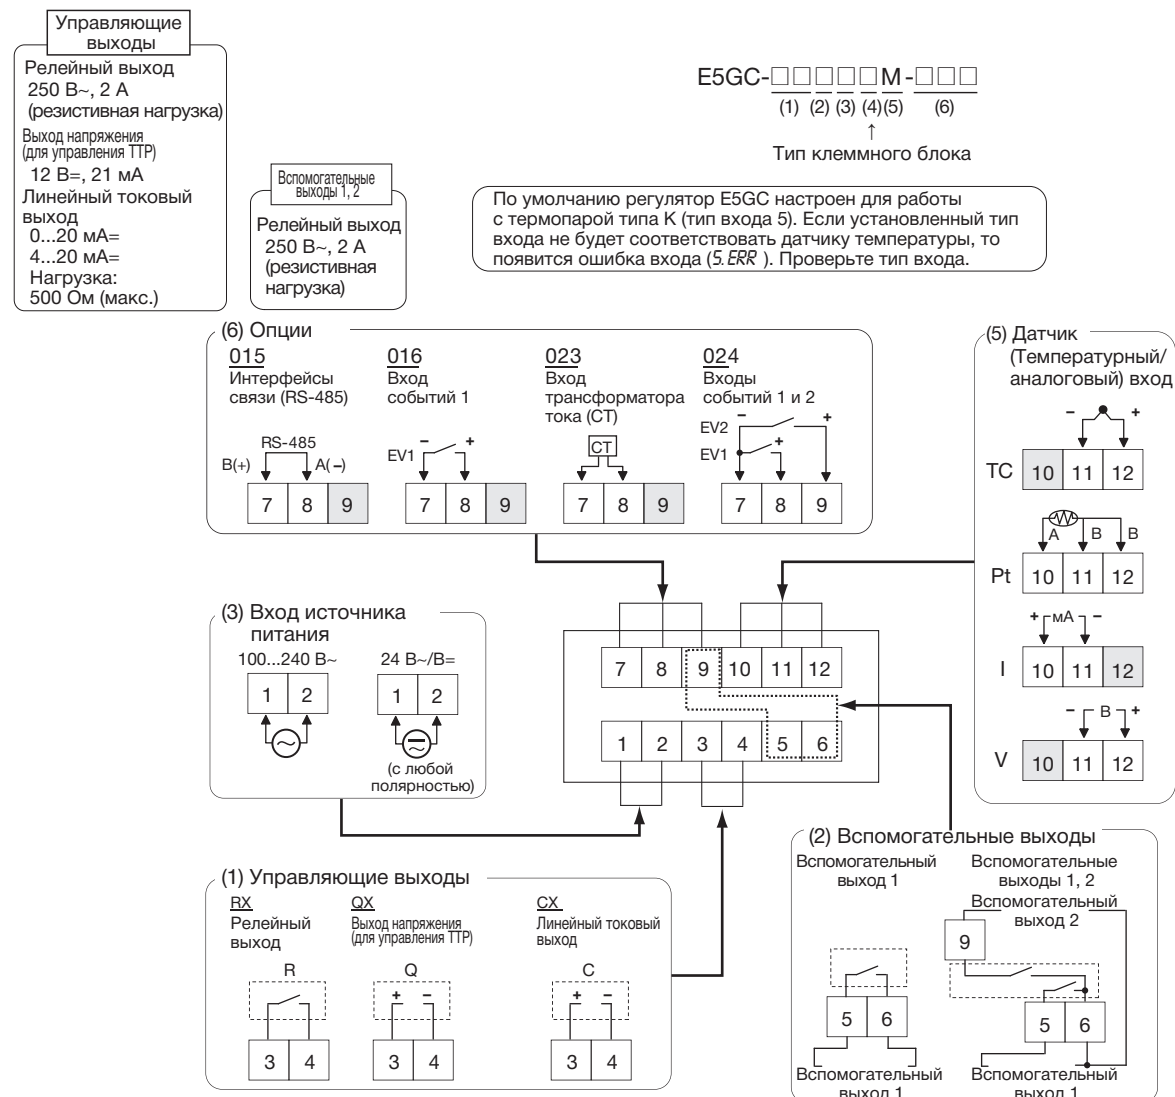 Управляющие
выходы
Релейный выход
250 В~, 2 А
(резистивная нагрузка)
Выход напряжения
(для управления ТТР)
12 В=, 21 мА
Линейный токовый
выход
0...20 мА=
4...20 мА=
Нагрузка:
500 Ом (макс.)
Вспомогательные
выходы 1, 2
Релейный выход
250 В~, 2 А
(резистивная
нагрузка)
E5GC-□□□□□M-□□□
(1) (2) (3) (4) (5) (6)
↑
Тип клеммного блока
По умолчанию регулятор E5GC настроен для работы
с термопарой типа K (тип входа 5). Если установленный тип
входа не будет соответствовать датчику температуры, то
появится ошибка входа (S.ERR ). Проверьте тип входа.
(6) Опции
015
Интерфейсы
связи (RS-485)
RS-485
B(+) A(−)
7 8 9
016
Вход
событий 1
EV1 − +
7 8 9
023
Вход
трансформатора
тока (CT)
CT
7 8 9
024
Входы
событий 1 и 2
EV2 − +
EV1 +
7 8 9
(5) Датчик
(Температурный/
аналоговый) вход
− +
TC 10 11 12
A B B
Pt 10 11 12
+ мА −
I 10 11 12
− В +
V 10 11 12
(3) Вход источника
питания
100...240 В~
1 2
24 В~/В=
1 2
(с любой
полярностью)
7 8 9 10 11 12
1 2 3 4 5 6
(1) Управляющие выходы
RX
Релейный
выход
R
3 4
QX
Выход напряжения
(для управления ТТР)
Q
+ −
3 4
CX
Линейный токовый
выход
C
+ −
3 4
(2) Вспомогательные выходы
Вспомогательный
выход 1
5 6
Вспомогательный
выход 1
Вспомогательные
выходы 1, 2
Вспомогательный
выход 2
9
5 6
Вспомогательный
выход 1